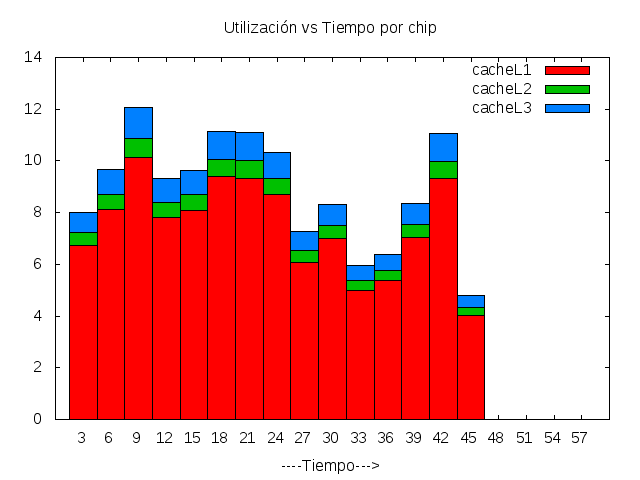 Utilización vs Tiempo por chip
14
12
10
8
6
4
2
0
cacheL1
cacheL2
cacheL3
3 6 9 12 15 18 21 24 27 30 33 36 39 42 45 48 51 54 57
----Tiempo--->